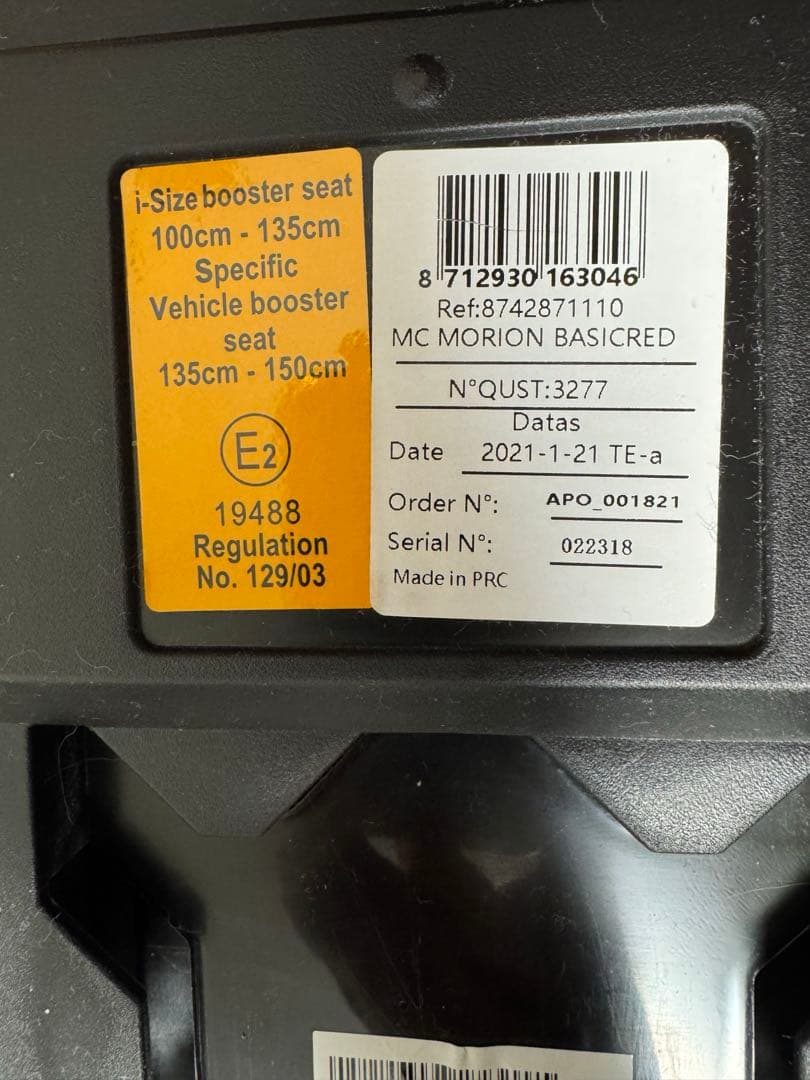 i-Size booster seat
100cm - 135cm
Specific
Vehicle booster
seat
135cm - 150cm
E2
19488
Regulation
No. 129/03
8 712930 163046
Ref:8742871110
MC MORION BASICRED
N°QUST:3277
Datas
Date 2021-1-21 TE-a
Order N°: APO_001821
Serial N°: 022318
Made in PRC